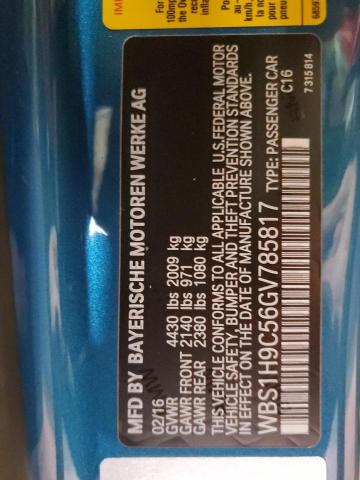 MFD BY BAYERISCHE MOTOREN WERKE AG
02/16
GVWR 4430 lbs 2009 kg
GAWR FRONT 2140 lbs 971 kg
GAWR REAR 2380 lbs 1080 kg
THIS VEHICLE CONFORMS TO ALL APPLICABLE U.S. FEDERAL MOTOR
VEHICLE SAFETY, BUMPER AND THEFT PREVENTION STANDARDS
IN EFFECT ON THE DATE OF MANUFACTURE SHOWN ABOVE.
WBS1H9C56GV785817 TYPE: PASSENGER CAR
C16
7315814